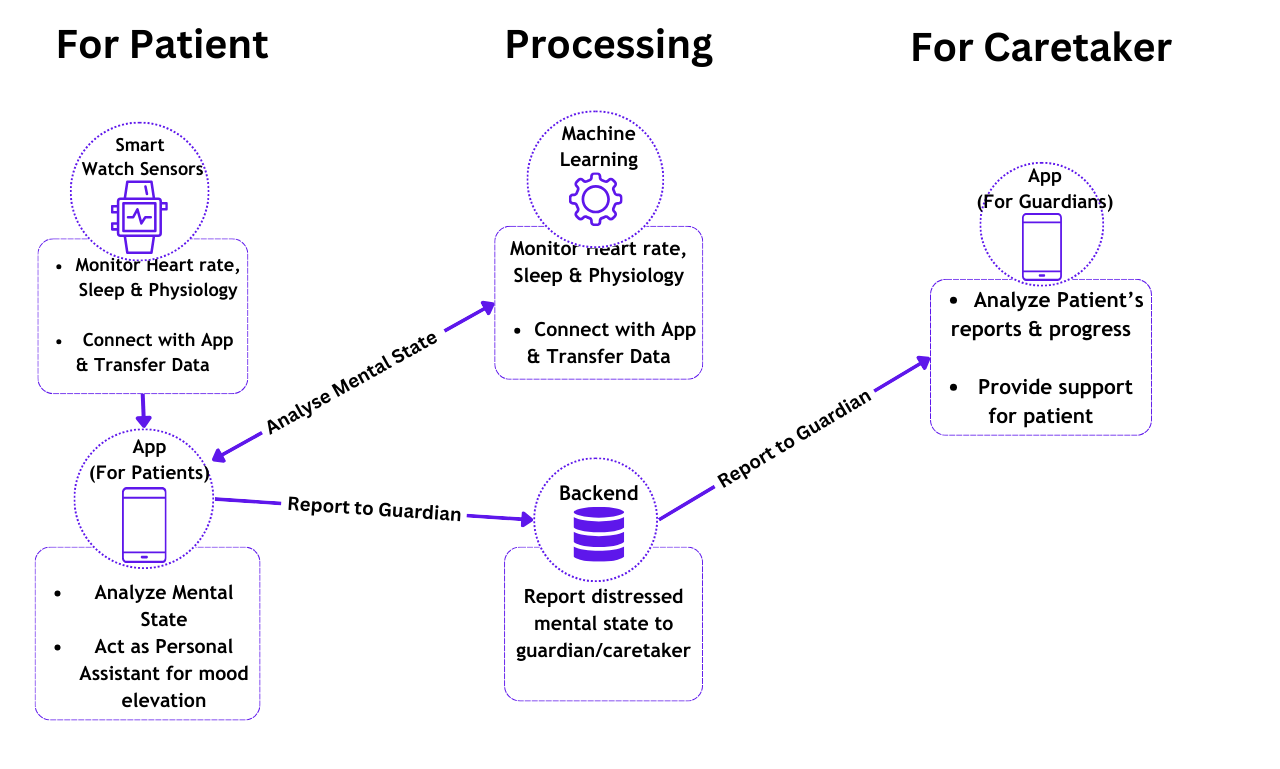 For Patient
Processing
For Caretaker
Smart
Watch Sensors
• Monitor Heart rate,
Sleep & Physiology
• Connect with App
& Transfer Data
App
(For Patients)
• Analyze Mental
State
• Act as Personal
Assistant for mood
elevation
Analyse Mental State
Report to Guardian
Machine
Learning
Monitor Heart rate,
Sleep & Physiology
• Connect with App
& Transfer Data
Backend
Report distressed
mental state to
guardian/caretaker
Report to Guardian
App
(For Guardians)
• Analyze Patient’s
reports & progress
• Provide support
for patient